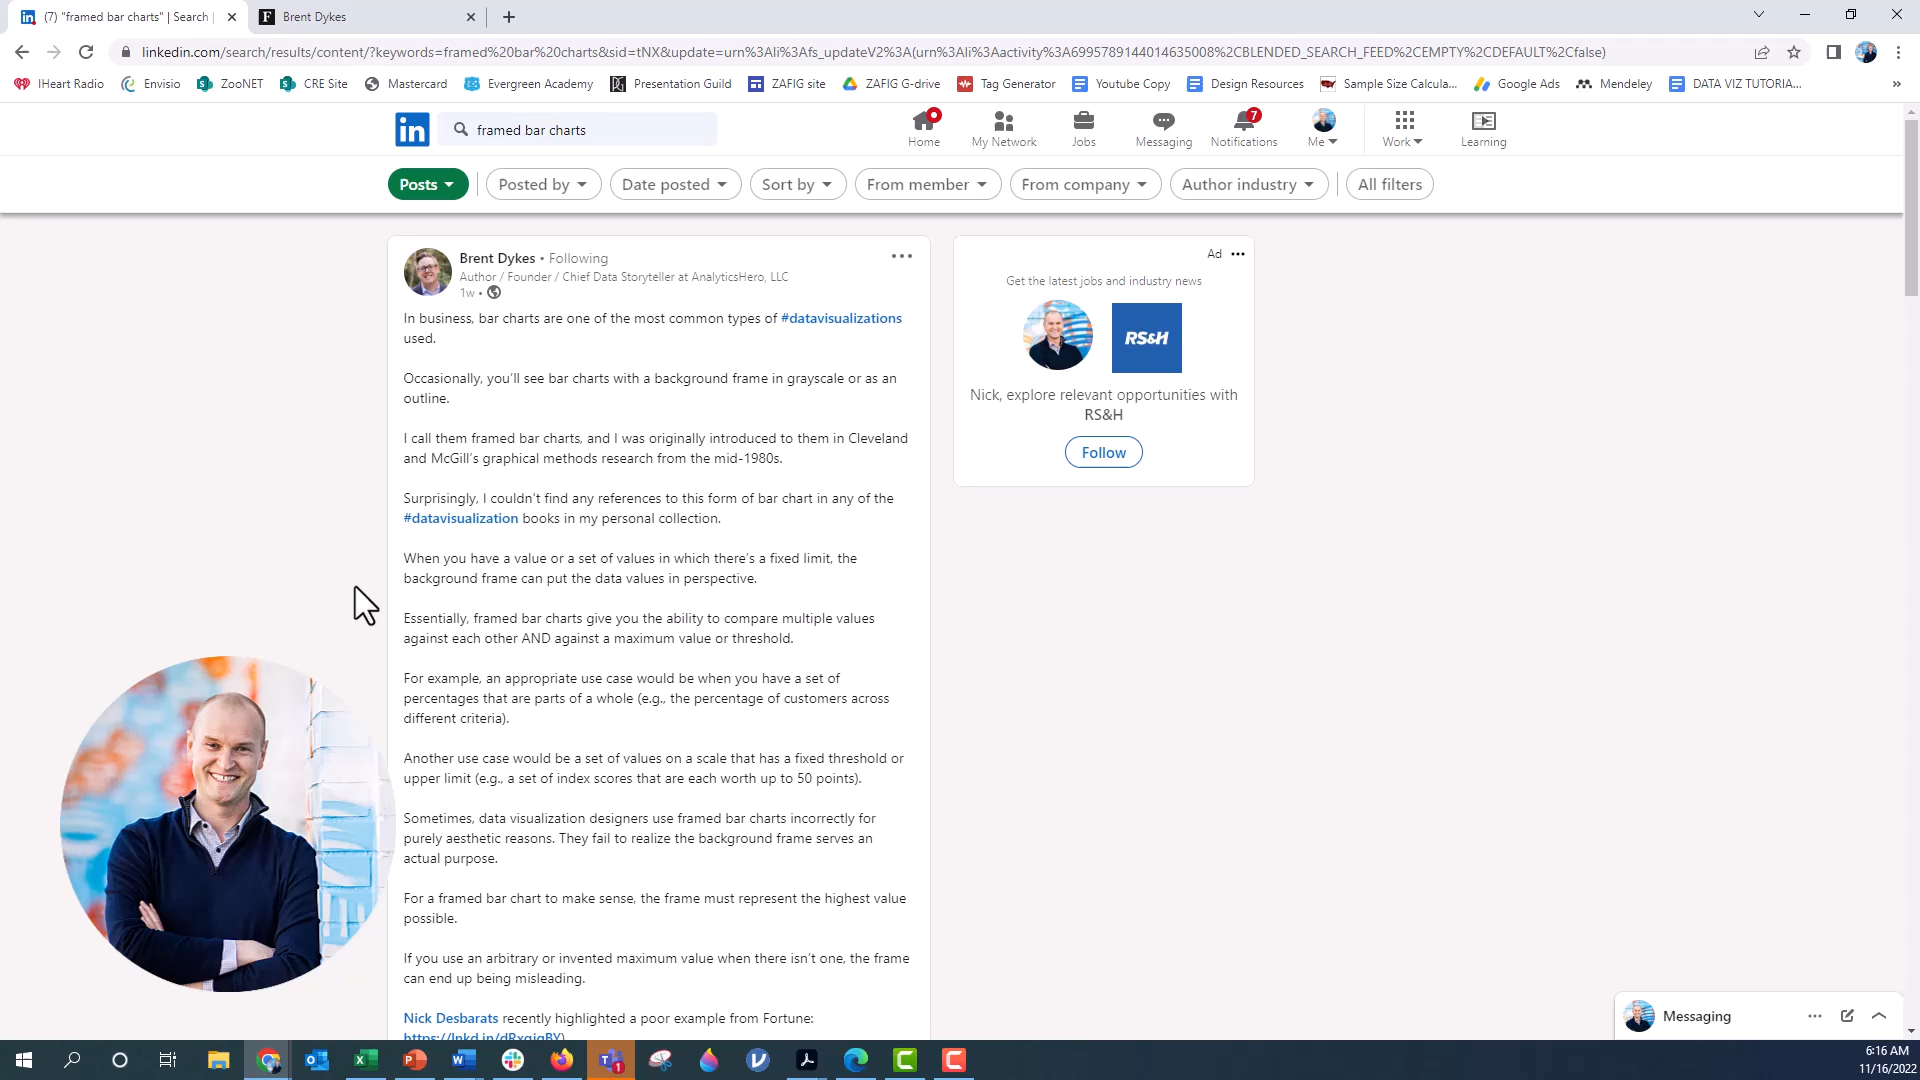 (7) "framed bar charts" | Search |
F Brent Dykes
linkedin.com/search/results/content/?keywords=framed%20bar%20charts&sid=tNX&update=urn%3Ali%3Afs_updateV2%3A(urn%3Ali%3Aactivity%3A6995789144014635008%2CBLENDED_SEARCH_FEED%2CEMPTY%2CDEFAULT%2Cfalse)
IHeart Radio Envisio ZooNET CRE Site Mastercard Evergreen Academy Presentation Guild ZAFIG site ZAFIG G-drive Tag Generator Youtube Copy Design Resources Sample Size Calcula... Google Ads Mendeley DATA VIZ TUTORIA... »
in framed bar charts
7
Home My Network Jobs Messaging Notifications Me Work Learning
Posts Posted by Date posted Sort by From member From company Author industry All filters
Brent Dykes • Following
Author / Founder / Chief Data Storyteller at AnalyticsHero, LLC
1w •
In business, bar charts are one of the most common types of #datavisualizations
used.
Occasionally, you'll see bar charts with a background frame in grayscale or as an
outline.
I call them framed bar charts, and I was originally introduced to them in Cleveland
and McGill's graphical methods research from the mid-1980s.
Surprisingly, I couldn't find any references to this form of bar chart in any of the
#datavisualization books in my personal collection.
When you have a value or a set of values in which there's a fixed limit, the
background frame can put the data values in perspective.
Essentially, framed bar charts give you the ability to compare multiple values
against each other AND against a maximum value or threshold.
For example, an appropriate use case would be when you have a set of
percentages that are parts of a whole (e.g., the percentage of customers across
different criteria).
Another use case would be a set of values on a scale that has a fixed threshold or
upper limit (e.g., a set of index scores that are each worth up to 50 points).
Sometimes, data visualization designers use framed bar charts incorrectly for
purely aesthetic reasons. They fail to realize the background frame serves an
actual purpose.
For a framed bar chart to make sense, the frame must represent the highest value
possible.
If you use an arbitrary or invented maximum value when there isn't one, the frame
can end up being misleading.
Nick Desbarats recently highlighted a poor example from Fortune:
https://lnkd.in/dRxgiqBY)
Ad
Get the latest jobs and industry news
RS&H
Nick, explore relevant opportunities with
RS&H
Follow
Messaging
1
6:16 AM
11/16/2022